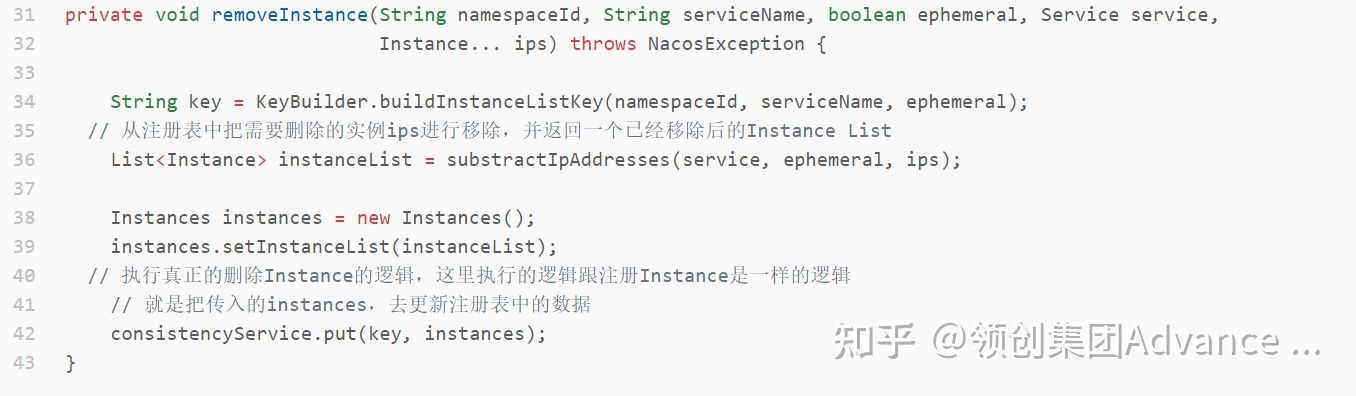 31 private void removeInstance(String namespaceId, String serviceName, boolean ephemeral, Service service,
32 Instance... ips) throws NacosException {
33
34 String key = KeyBuilder.buildInstanceListKey(namespaceId, serviceName, ephemeral);
35 // 从注册表中把需要删除的实例ips进行移除，并返回一个已经移除后的Instance List
36 List<Instance> instanceList = substractIpAddresses(service, ephemeral, ips);
37
38 Instances instances = new Instances();
39 instances.setInstanceList(instanceList);
40 // 执行真正的删除Instance的逻辑，这里执行的逻辑跟注册Instance是一样的逻辑
41 // 就是把传入的instances，去更新注册表中的数据
42 consistencyService.put(key, instances);
43 }
知乎 @领创集团Advance ...